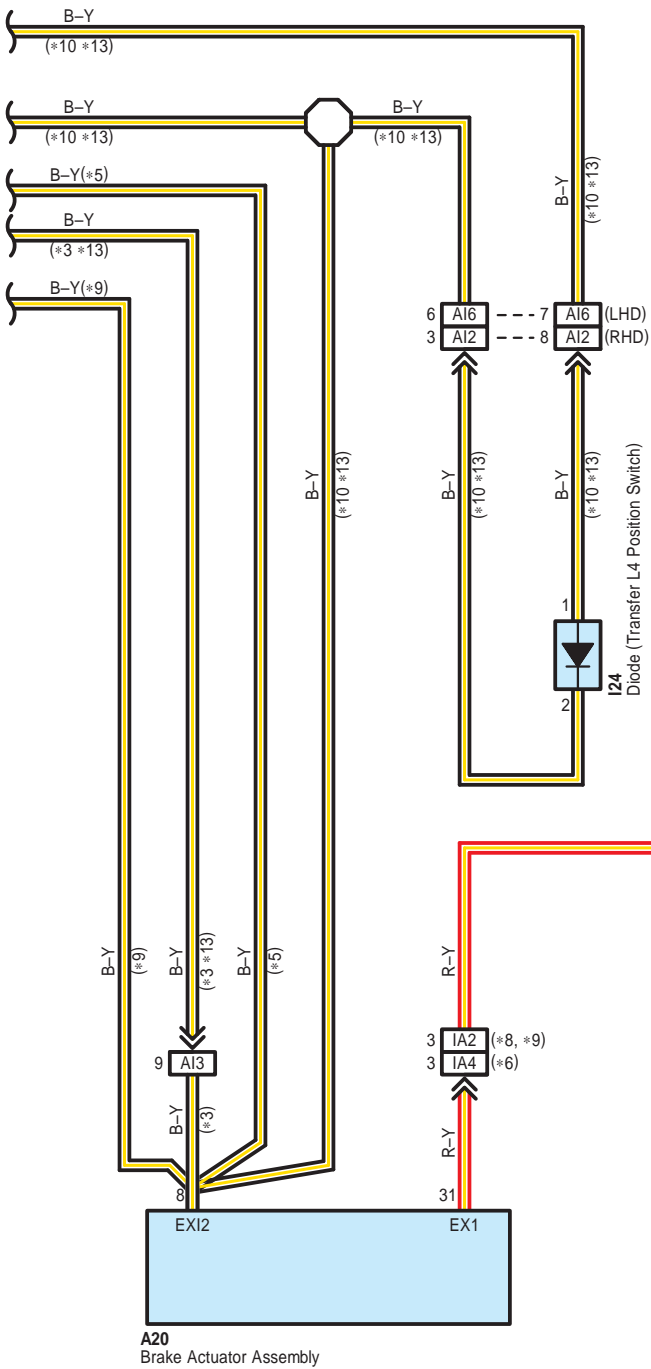 B–Y
(*10 *13)
B–Y
(*10 *13)
B–Y
(*10 *13)
B–Y(*5)
B–Y
(*3 *13)
B–Y(*9)
B–Y
(*10 *13)
6 AI6 7 AI6 (LHD)
3 AI2 8 AI2 (RHD)
B–Y
(*10 *13)
B–Y
(*10 *13)
B–Y
(*10 *13)
1
2
I24
Diode (Transfer L4 Position Switch)
B–Y
(*9)
B–Y
(*3 *13)
B–Y
(*5)
R–Y
9 AI3
3 IA2 (*8, *9)
3 IA4 (*6)
B–Y
(*3)
R–Y
8
31
EXI2
EX1
A20
Brake Actuator Assembly